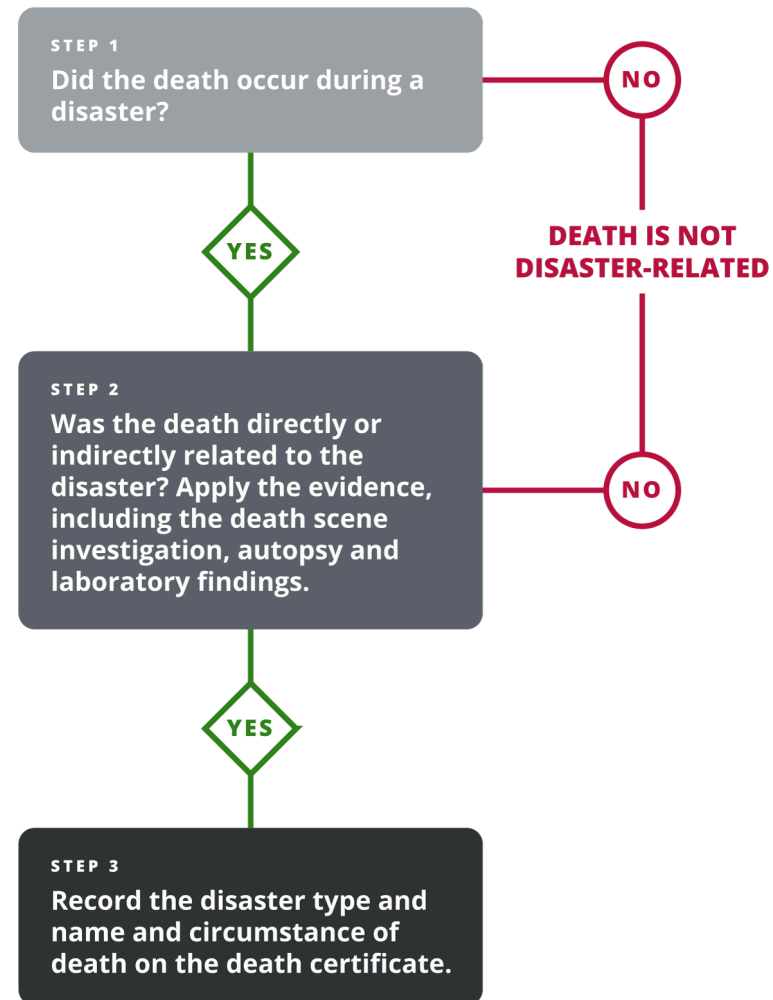 STEP 1
Did the death occur during a
disaster?
NO
YES
DEATH IS NOT
DISASTER-RELATED
STEP 2
Was the death directly or
indirectly related to the
disaster? Apply the evidence,
including the death scene
investigation, autopsy and
laboratory findings.
NO
YES
STEP 3
Record the disaster type and
name and circumstance of
death on the death certificate.